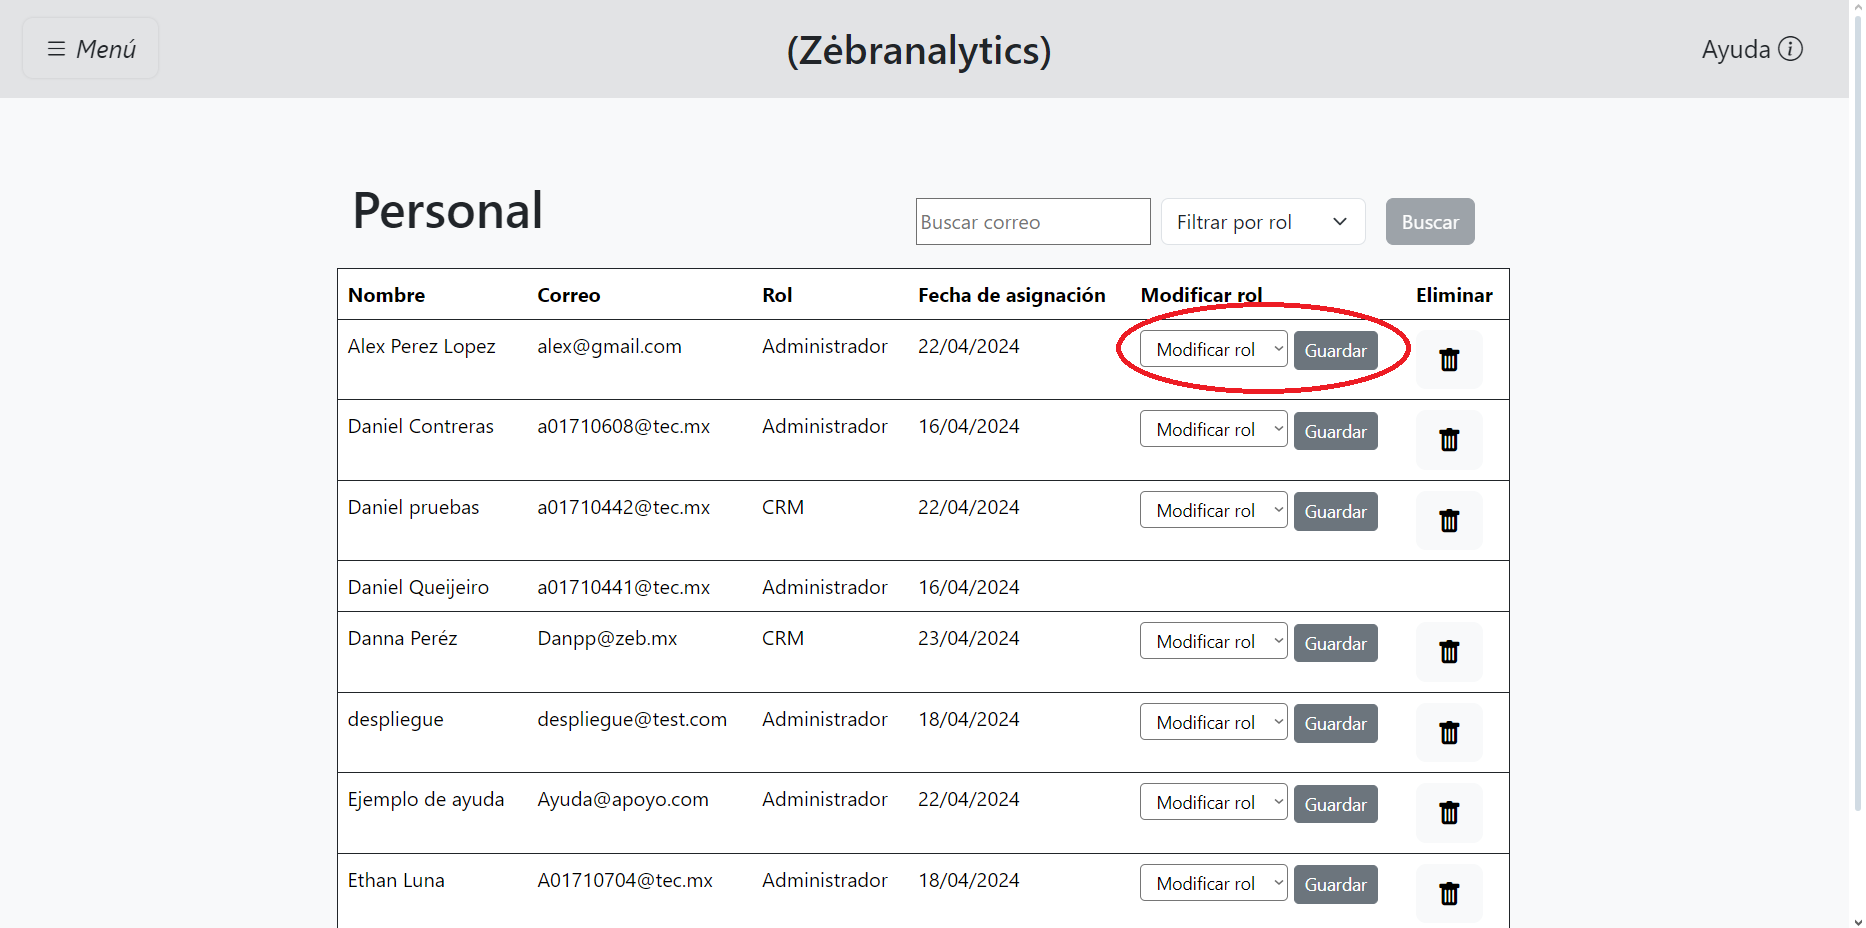 Menú
(Zėbranalytics)
Ayuda
Personal
Buscar correo
Filtrar por rol
Buscar
Nombre Correo Rol Fecha de asignación Modificar rol Eliminar
Alex Perez Lopez alex@gmail.com Administrador 22/04/2024 Modificar rol Guardar
Daniel Contreras a01710608@tec.mx Administrador 16/04/2024 Modificar rol Guardar
Daniel pruebas a01710442@tec.mx CRM 22/04/2024 Modificar rol Guardar
Daniel Queijeiro a01710441@tec.mx Administrador 16/04/2024
Danna Peréz Danpp@zeb.mx CRM 23/04/2024 Modificar rol Guardar
despliegue despliegue@test.com Administrador 18/04/2024 Modificar rol Guardar
Ejemplo de ayuda Ayuda@apoyo.com Administrador 22/04/2024 Modificar rol Guardar
Ethan Luna A01710704@tec.mx Administrador 18/04/2024 Modificar rol Guardar